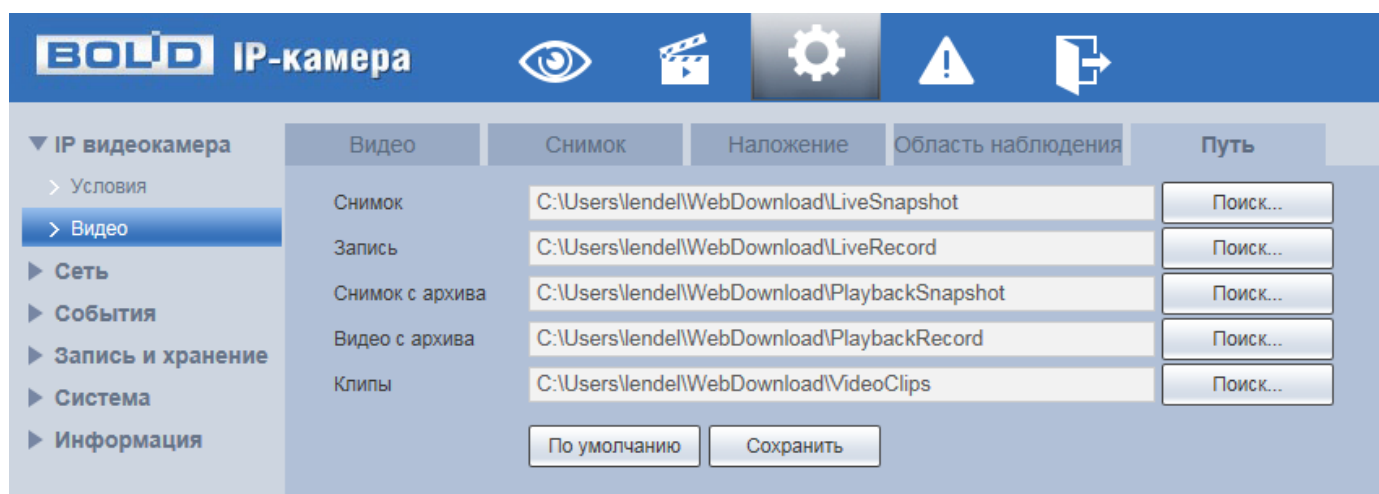 BOLID IP-камера
IP видеокамера
Условия
Видео
Сеть
События
Запись и хранение
Система
Информация
Видео Снимок Наложение Область наблюдения Путь
Снимок C:\Users\lendel\WebDownload\LiveSnapshot Поиск...
Запись C:\Users\lendel\WebDownload\LiveRecord Поиск...
Снимок с архива C:\Users\lendel\WebDownload\PlaybackSnapshot Поиск...
Видео с архива C:\Users\lendel\WebDownload\PlaybackRecord Поиск...
Клипы C:\Users\lendel\WebDownload\VideoClips Поиск...
По умолчанию Сохранить